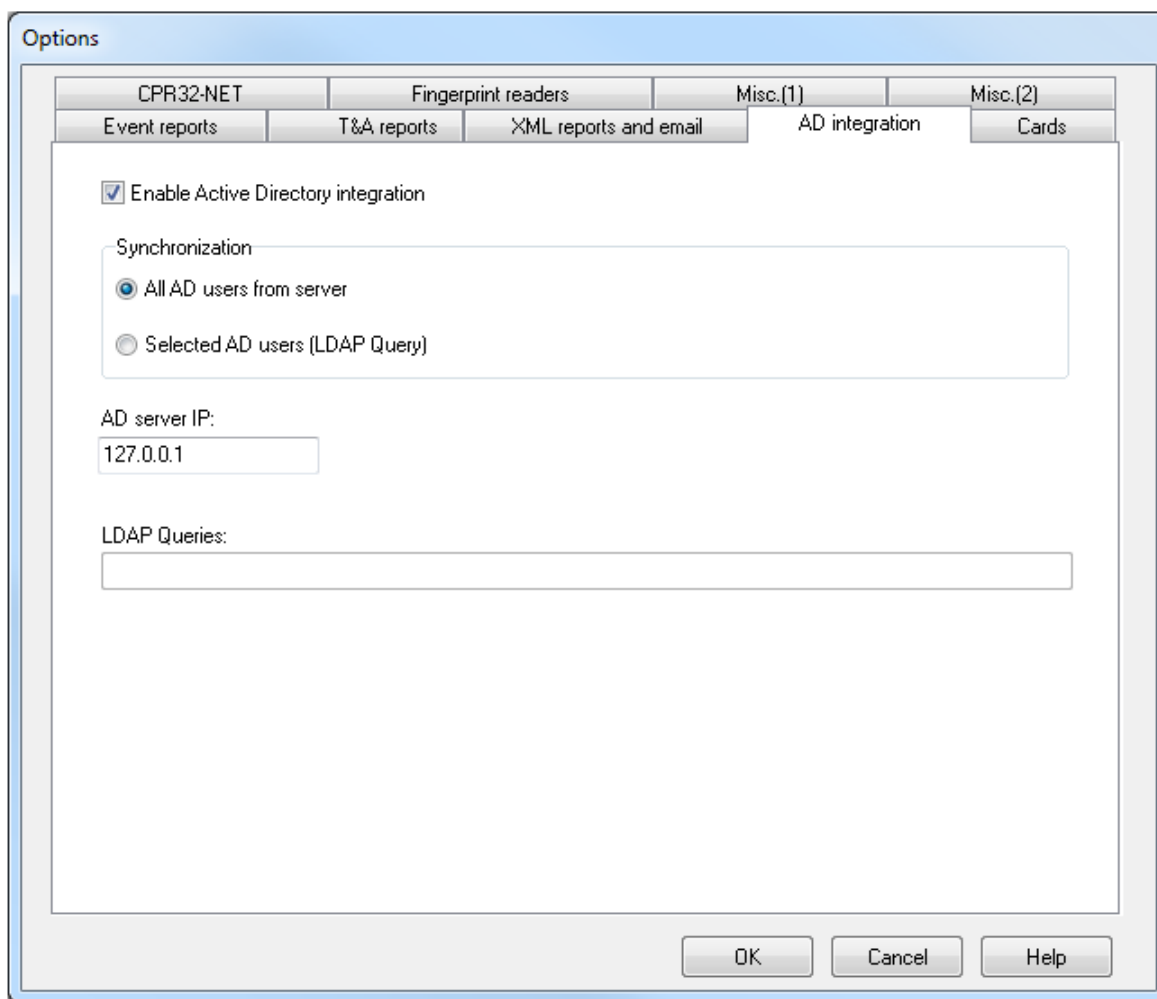 Options
CPR32-NET Fingerprint readers Misc.(1) Misc.(2)
Event reports T&A reports XML reports and email AD integration Cards
Enable Active Directory integration
Synchronization
All AD users from server
Selected AD users (LDAP Query)
AD server IP:
127.0.0.1
LDAP Queries:
OK Cancel Help